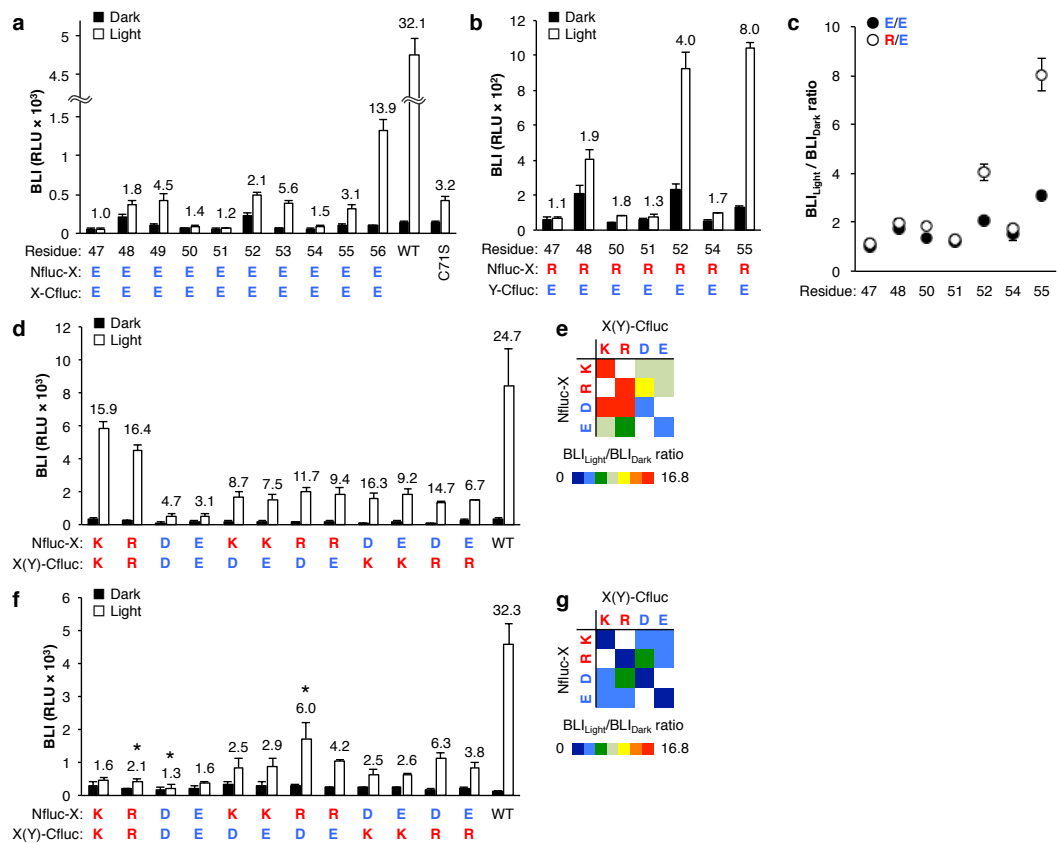 a
Dark
Light
BLI (RLU × 10³)
5
4.5
1.5
1
0.5
0
1.0
1.8
4.5
1.4
1.2
2.1
5.6
1.5
3.1
13.9
32.1
3.2
Residue: 47 48 49 50 51 52 53 54 55 56 WT C71S
Nfluc-X: E E E E E E E E E E
X-Cfluc: E E E E E E E E E E
b
Dark
Light
BLI (RLU × 10²)
12
10
8
6
4
2
0
1.1
1.9
1.8
1.3
4.0
1.7
8.0
Residue: 47 48 50 51 52 54 55
Nfluc-X: R R R R R R R
Y-Cfluc: E E E E E E E
c
E/E
R/E
BLILight / BLIDark ratio
10
8
6
4
2
0
Residue: 47 48 50 51 52 54 55
d
Dark
Light
BLI (RLU × 10³)
12
10
8
6
4
2
0
15.9
16.4
4.7
3.1
8.7
7.5
11.7
9.4
16.3
9.2
14.7
6.7
24.7
Nfluc-X: K R D E K K R R D E D E WT
X(Y)-Cfluc: K R D E D E D E K K R R
e
X(Y)-Cfluc
K R D E
Nfluc-X
K
R
D
E
BLILight/BLIDark ratio
0 16.8
f
Dark
Light
BLI (RLU × 10³)
6
5
4
3
2
1
0
1.6
*
2.1
*
1.3
1.6
2.5
2.9
*
6.0
4.2
2.5
2.6
6.3
3.8
32.3
Nfluc-X: K R D E K K R R D E D E WT
X(Y)-Cfluc: K R D E D E D E K K R R
g
X(Y)-Cfluc
K R D E
Nfluc-X
K
R
D
E
BLILight/BLIDark ratio
0 16.8